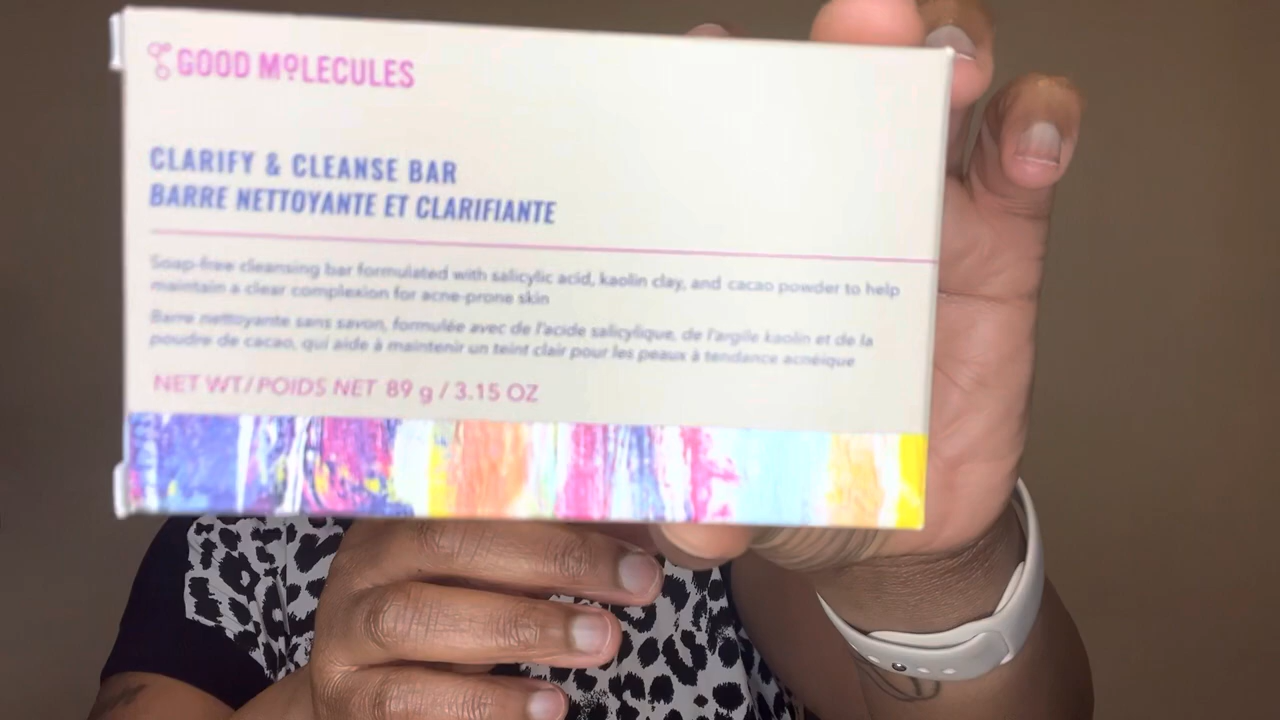 GOOD MOLECULES
CLARIFY & CLEANSE BAR
BARRE NETTOYANTE ET CLARIFIANTE
Soap-free cleansing bar formulated with salicylic acid, kaolin clay, and cacao powder to help
maintain a clear complexion for acne-prone skin
Barre nettoyante sans savon, formulée avec de l'acide salicylique, de l'argile kaolin et de la
poudre de cacao, qui aide à maintenir un teint clair pour les peaux à tendance acnéique
NET WT/POIDS NET 89 g / 3.15 OZ